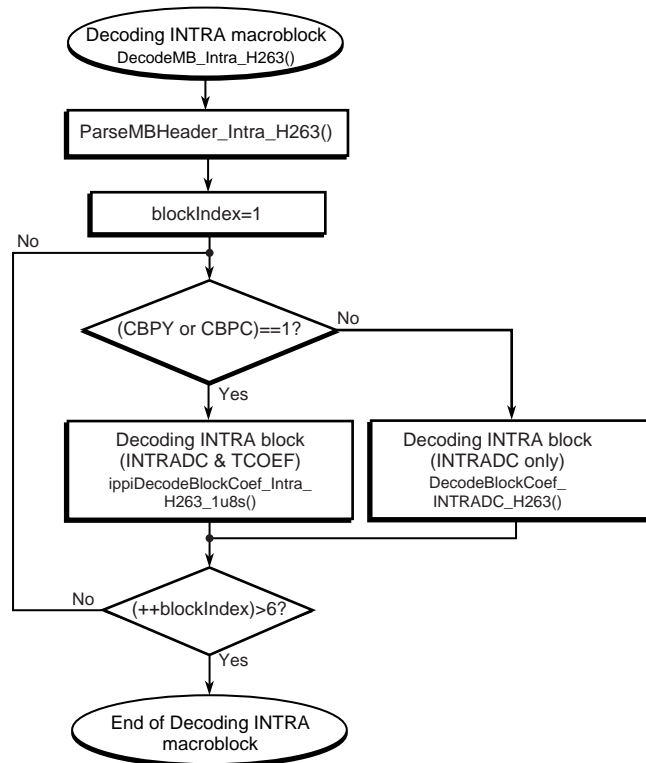 Decoding INTRA macroblock
DecodeMB_Intra_H263()
ParseMBHeader_Intra_H263()
blockIndex=1
No
(CBPY or CBPC)==1?
No
Yes
Decoding INTRA block
(INTRADC & TCOEF)
ippiDecodeBlockCoef_Intra_
H263_1u8s()
Decoding INTRA block
(INTRADC only)
DecodeBlockCoef_
INTRADC_H263()
No
(++blockIndex)>6?
Yes
End of Decoding INTRA
macroblock